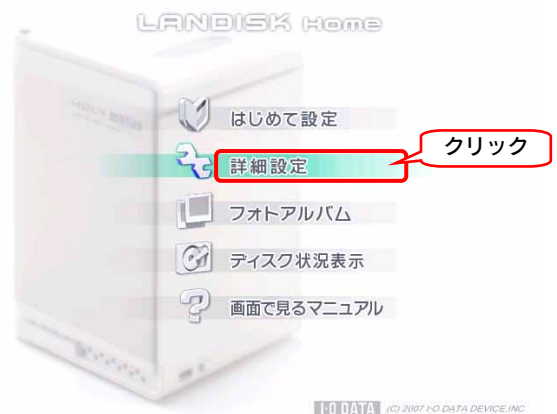 LANDISK Home
はじめて設定
詳細設定
クリック
フォトアルバム
ディスク状況表示
画面で見るマニュアル
I-O DATA (C) 2007 I-O DATA DEVICE,INC